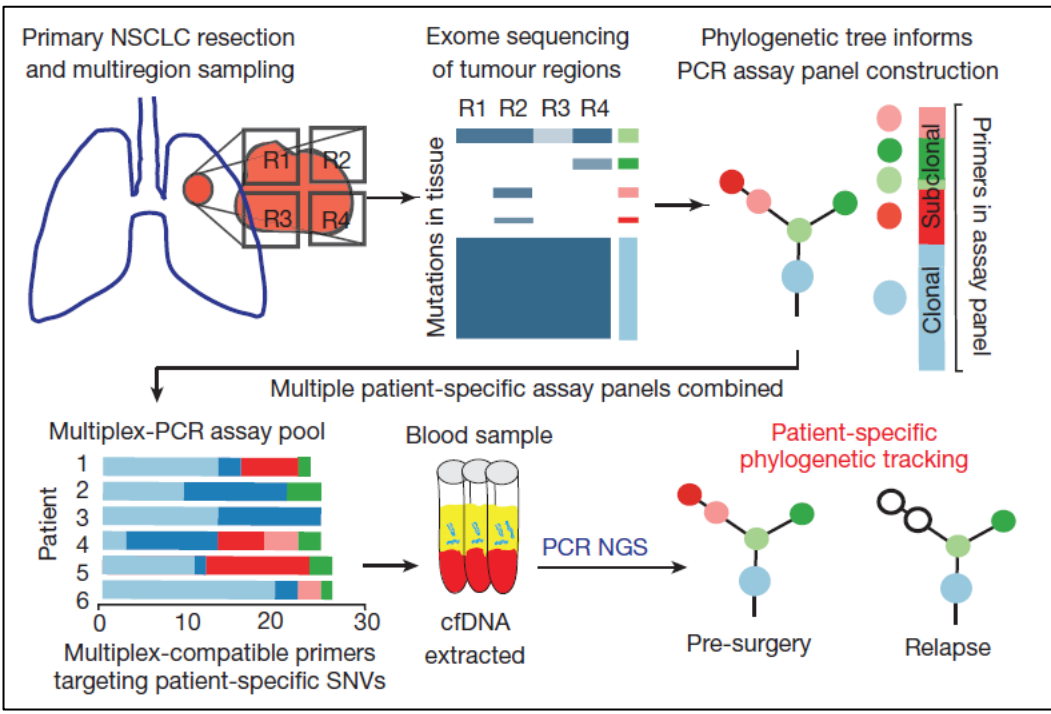 Primary NSCLC resection
and multiregion sampling
R1
R2
R3
R4
Exome sequencing
of tumour regions
R1 R2 R3 R4
Mutations in tissue
Phylogenetic tree informs
PCR assay panel construction
Subclonal
Clonal
Primers in assay panel
Multiple patient-specific assay panels combined
Multiplex-PCR assay pool
Patient
1
2
3
4
5
6
0 10 20 30
Multiplex-compatible primers
targeting patient-specific SNVs
Blood sample
cfDNA
extracted
PCR NGS
Patient-specific
phylogenetic tracking
Pre-surgery
Relapse